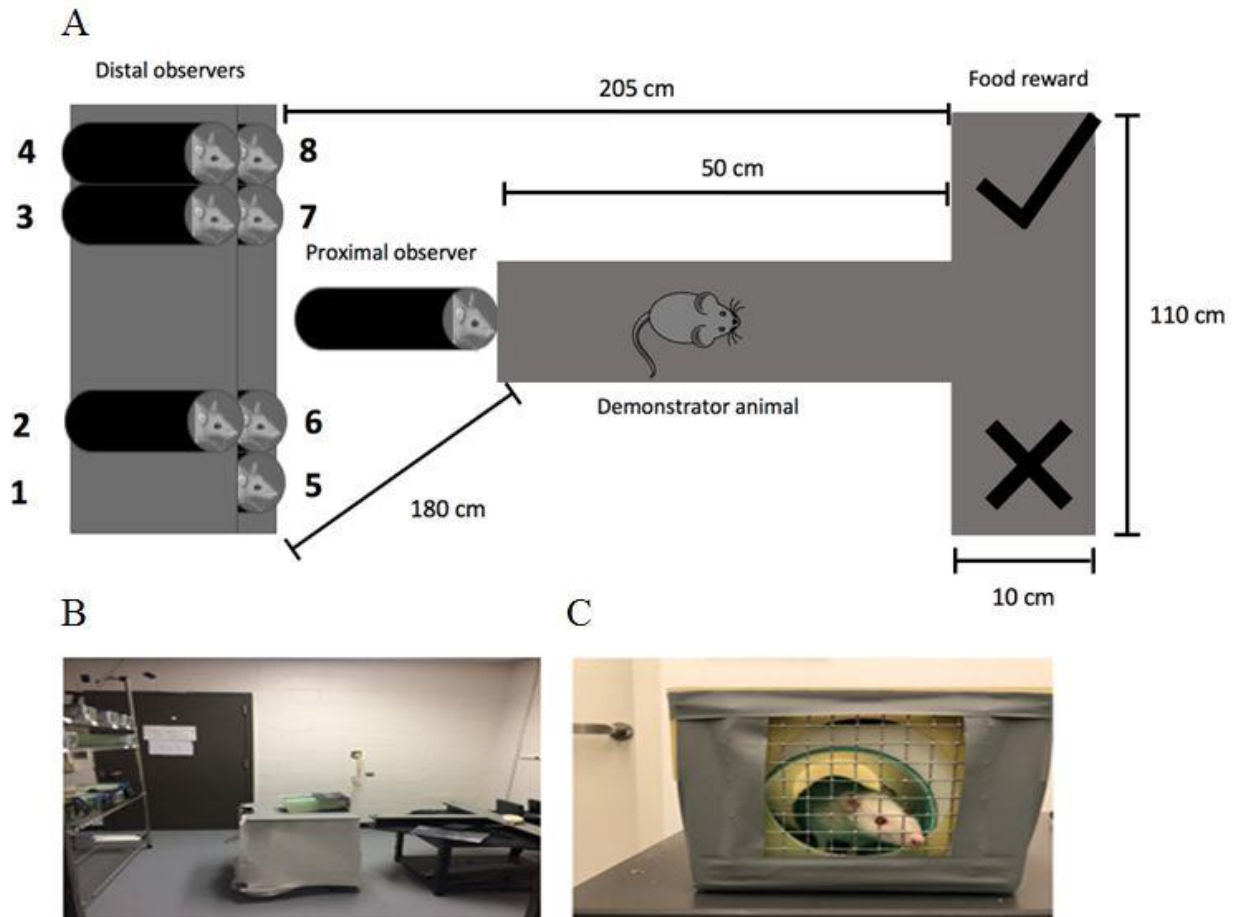 A
Distal observers
205 cm
Food reward
4
8
50 cm
3
7
Proximal observer
110 cm
2
6
Demonstrator animal
1
5
180 cm
10 cm
B
C